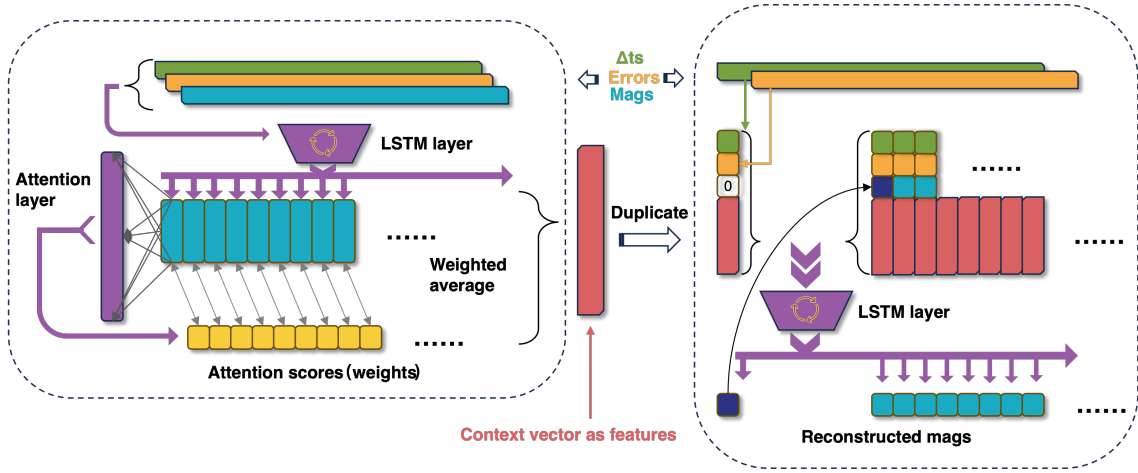 Δts
Errors
Mags
LSTM layer
Attention
layer
......
Weighted
average
......
Attention scores (weights)
Duplicate
Context vector as features
0
......
......
LSTM layer
......
Reconstructed mags